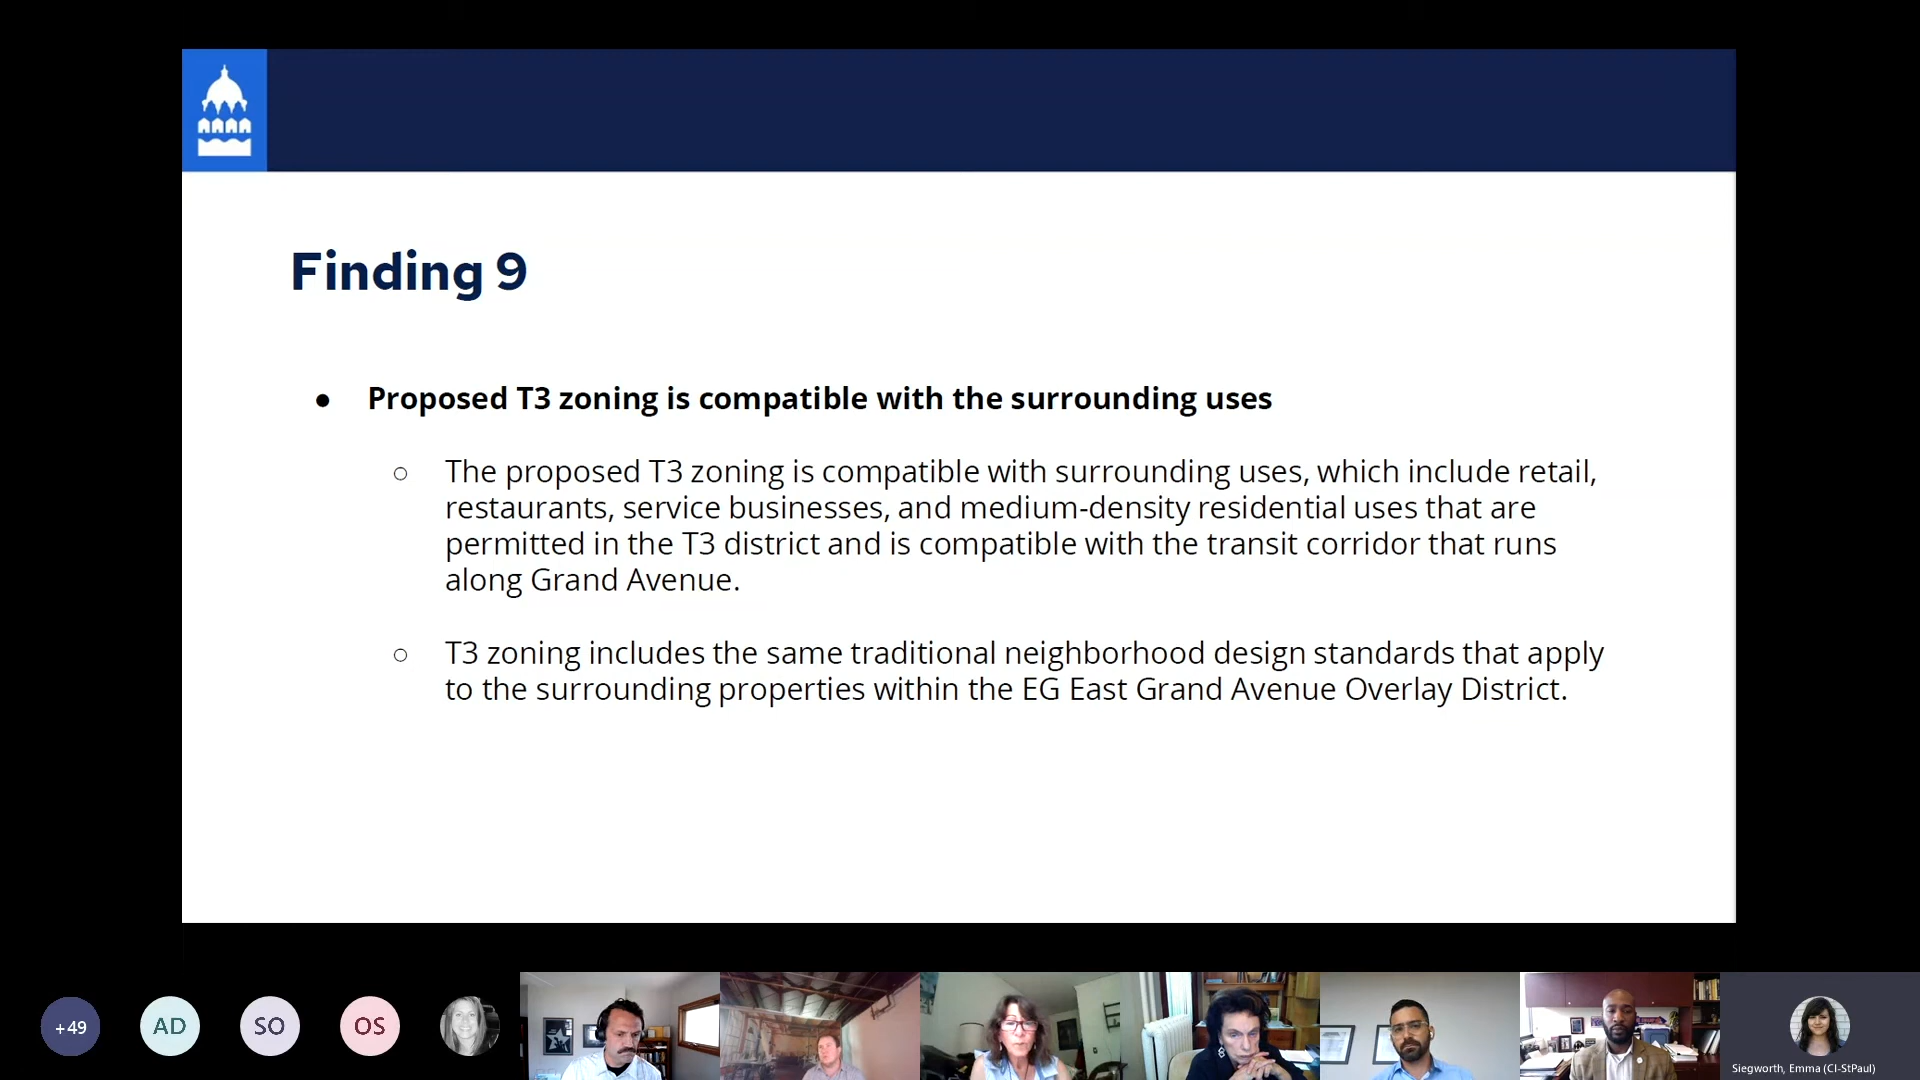 Finding 9
● Proposed T3 zoning is compatible with the surrounding uses
○ The proposed T3 zoning is compatible with surrounding uses, which include retail,
restaurants, service businesses, and medium-density residential uses that are
permitted in the T3 district and is compatible with the transit corridor that runs
along Grand Avenue.
○ T3 zoning includes the same traditional neighborhood design standards that apply
to the surrounding properties within the EG East Grand Avenue Overlay District.
+49
AD
SO
OS
Siegworth, Emma (CI-StPaul)